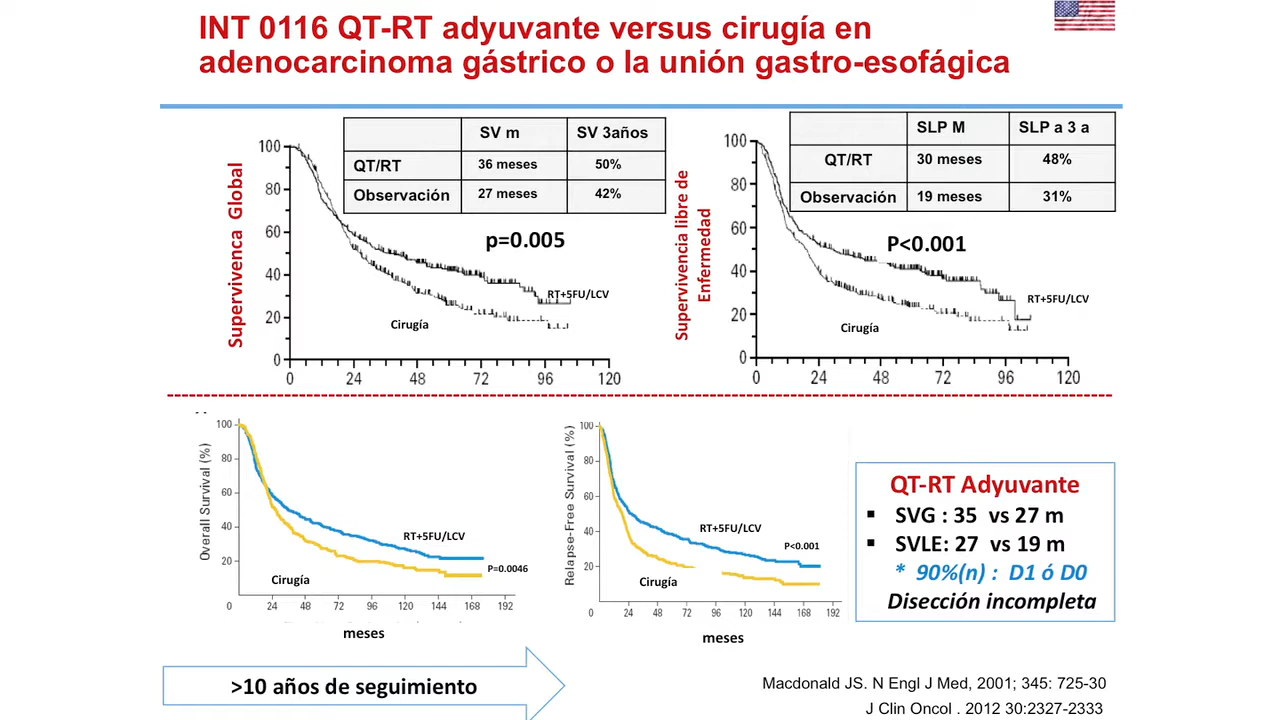 INT 0116 QT-RT adyuvante versus cirugía en
adenocarcinoma gástrico o la unión gastro-esofágica
SV m SV 3años
QT/RT 36 meses 50%
Observación 27 meses 42%
Supervivenca Global
100
80
60
40
20
0
0 24 48 72 96 120
p=0.005
RT+5FU/LCV
Cirugía
SLP M SLP a 3 a
QT/RT 30 meses 48%
Observación 19 meses 31%
Supervivencia libre de
Enfermedad
100
80
60
40
20
0
0 24 48 72 96 120
P<0.001
RT+5FU/LCV
Cirugía
Overall Survival (%)
100
80
60
40
20
0 24 48 72 96 120 144 168 192
RT+5FU/LCV
P=0.0046
Cirugía
meses
Relapse-Free Survival (%)
100
80
60
40
20
0 24 48 72 96 120 144 168 192
RT+5FU/LCV
P<0.001
Cirugía
meses
QT-RT Adyuvante
▪ SVG : 35 vs 27 m
▪ SVLE: 27 vs 19 m
* 90%(n) : D1 ó D0
Disección incompleta
>10 años de seguimiento
Macdonald JS. N Engl J Med, 2001; 345: 725-30
J Clin Oncol . 2012 30:2327-2333